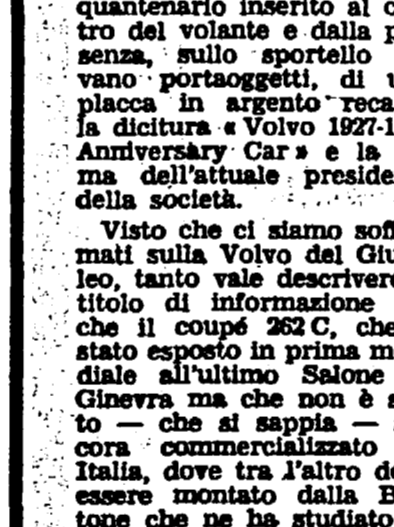 quantenario inserito al c
tro del volante e dalla p
senza, sullo sportello
vano portaoggetti, di u
placca in argento reca
la dicitura « Volvo 1927-1
Anniversary Car » e la
ma dell'attuale preside
della società.
Visto che ci siamo soff
mati sulla Volvo del Giu
leo, tanto vale descrivere
titolo di informazione
che il coupé 262 C, che
stato esposto in prima m
diale all'ultimo Salone
Ginevra ma che non è s
to — che si sappia —
cora commercializzato
Italia, dove tra l'altro de
essere montato dalla B
tone che ne ha studiato